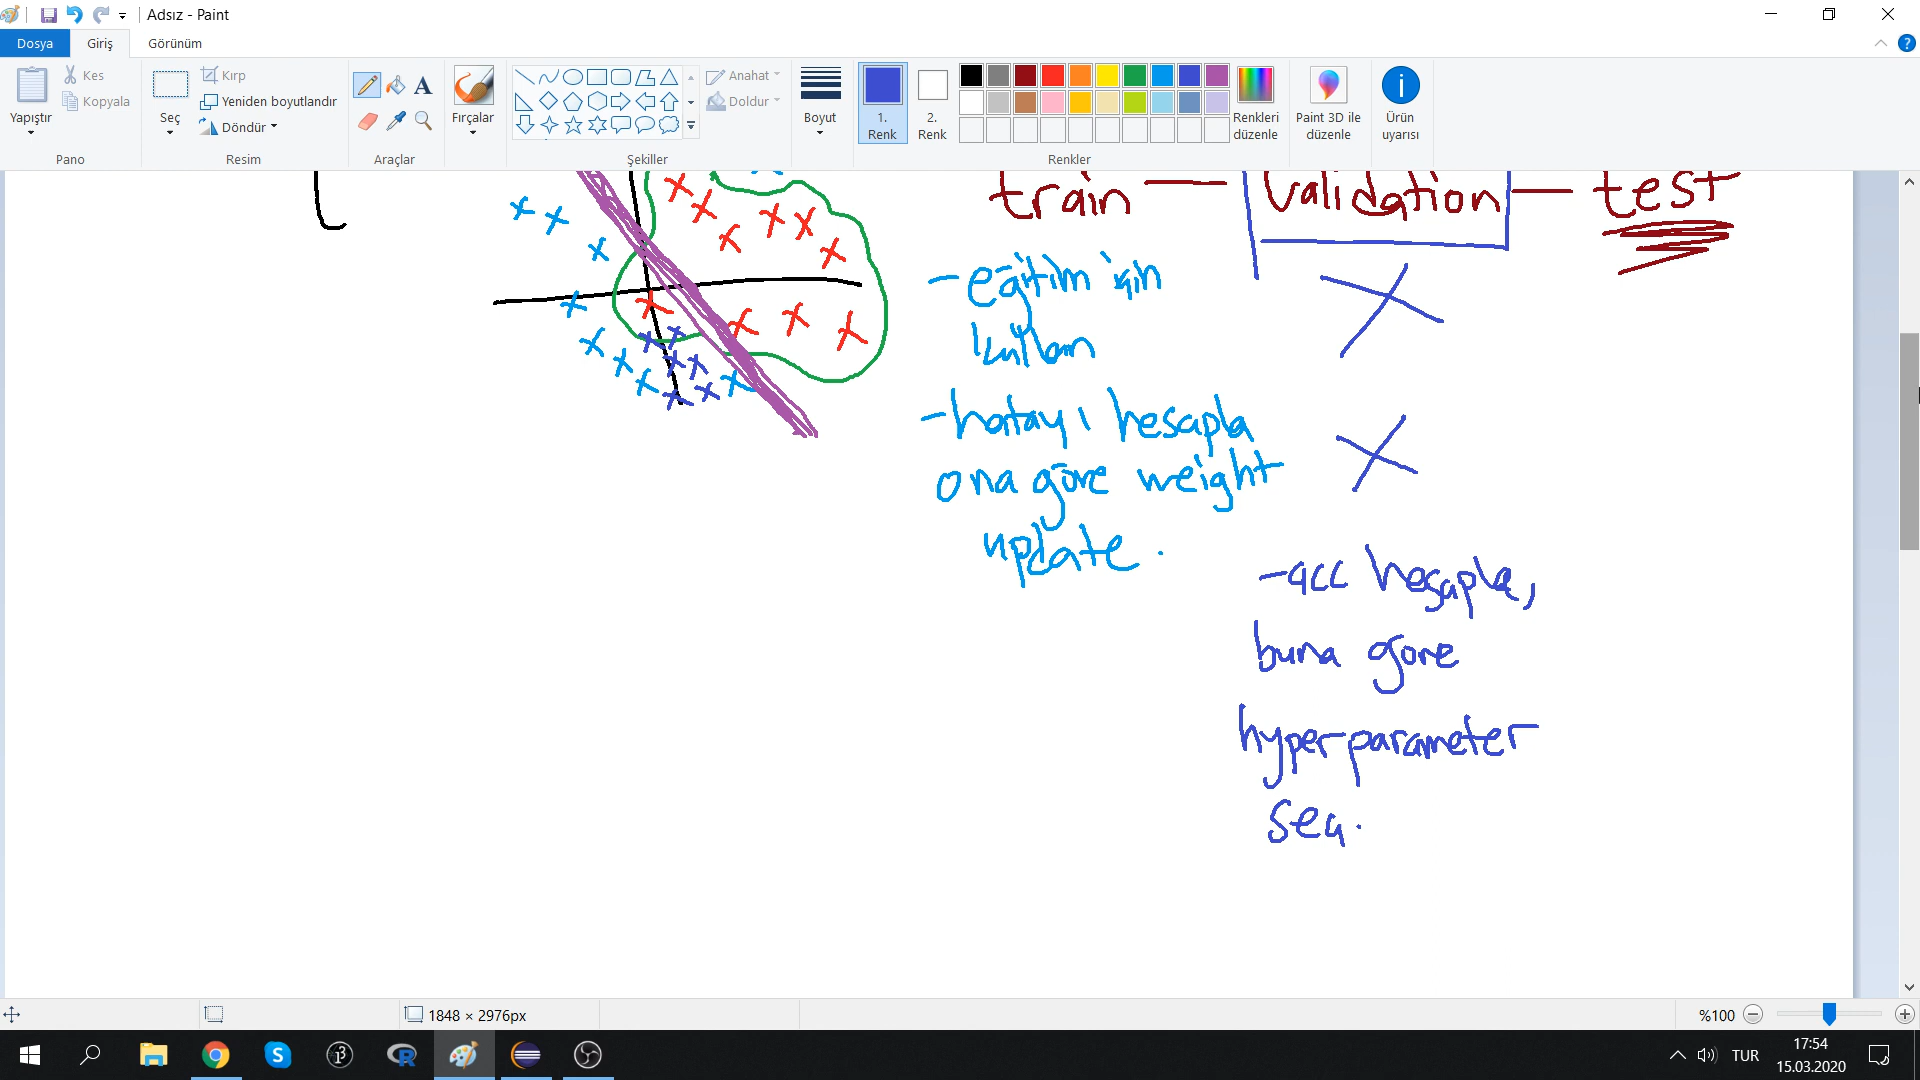 Adsız - Paint
Dosya
Giriş
Görünüm
Yapıştır
Kes
Kopyala
Pano
Seç
Kırp
Yeniden boyutlandır
Döndür
Resim
Araçlar
Fırçalar
Anahat
Doldur
Şekiller
Boyut
1.
Renk
2.
Renk
Renkleri
düzenle
Renkler
Paint 3D ile
düzenle
Ürün
uyarısı
train validation test
-eğitim için
kullan
-hatayı hesapla
ona göre weight
update.
-acc hesapla,
buna göre
hyperparameter
seç.
1848 × 2976px
%100
TUR
17:54
15.03.2020